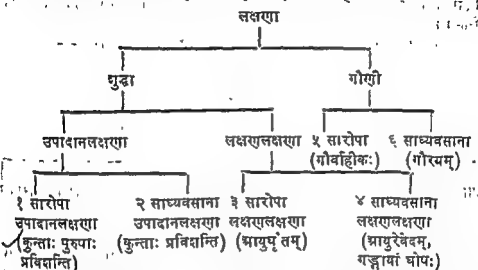 लक्षणा
शुद्धा गौणी
उपादानलक्षणा लक्षणलक्षणा ५ सारोपा ६ साध्यवसाना
(गौर्वाहीकः) (गौरयम्)
१ सारोपा २ साध्यवसाना ३ सारोपा ४ साध्यवसाना
उपादानलक्षणा उपादानलक्षणा लक्षणलक्षणा लक्षणलक्षणा
(कुन्ताः पुरुषाः (कुन्ताः प्रविशन्ति) (आयुर्घृतम्) (आयुरेवेदम्,
प्रविशन्ति) गङ्गायां घोषः)